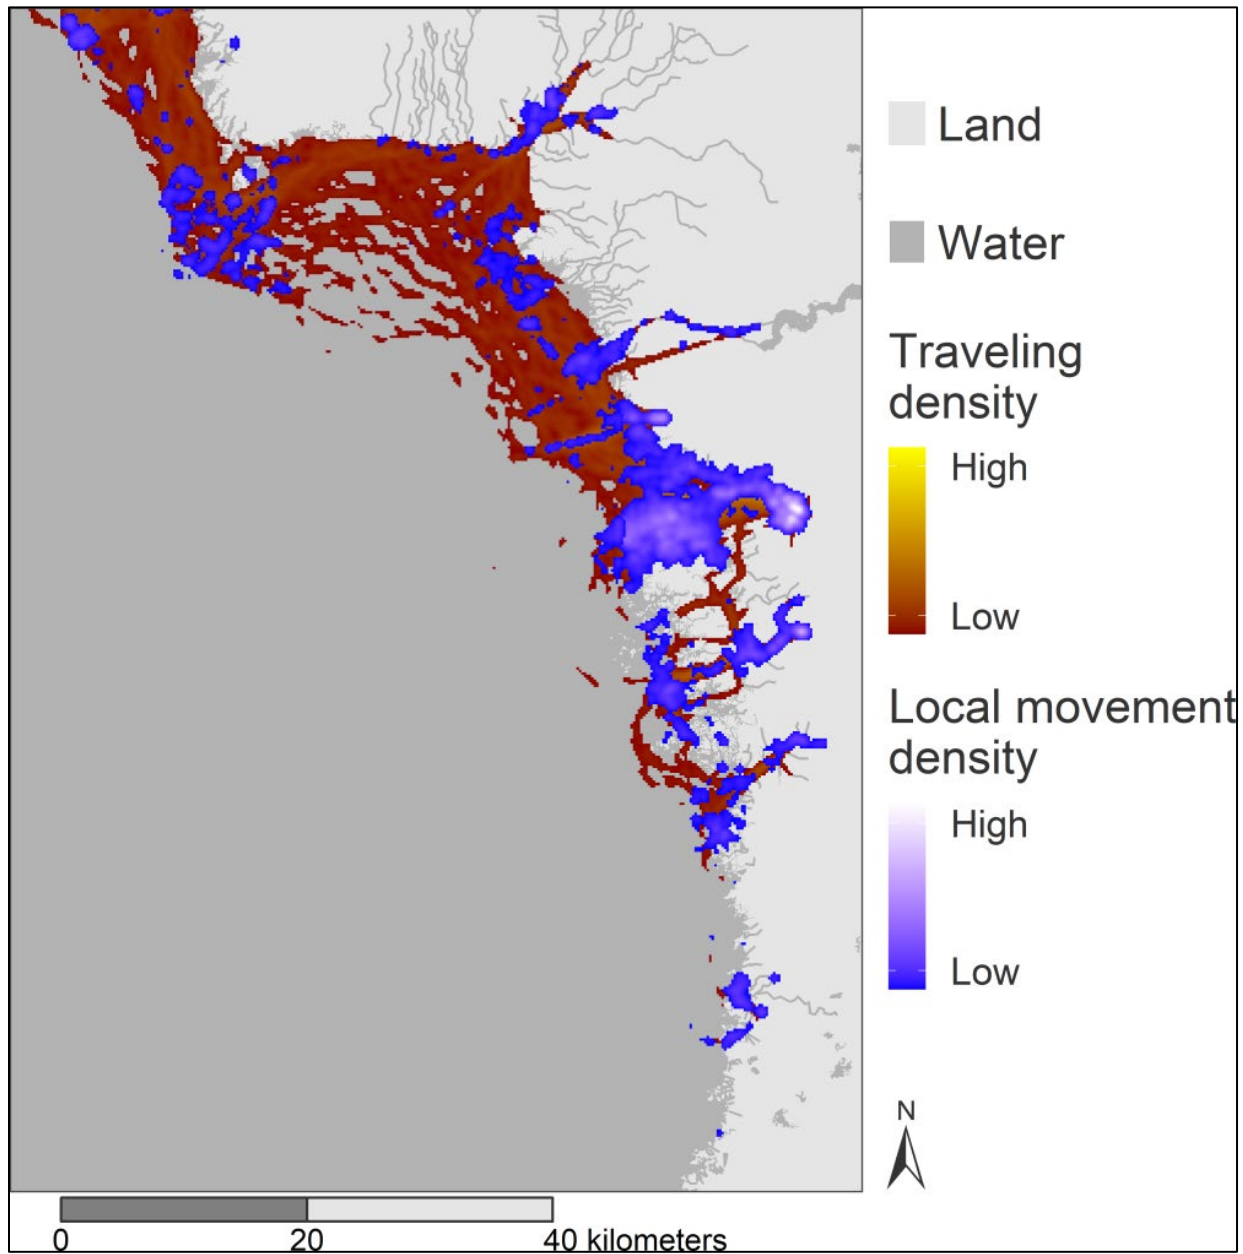 Land
Water
Traveling
density
High
Low
Local movement
density
High
Low
N
0 20 40 kilometers